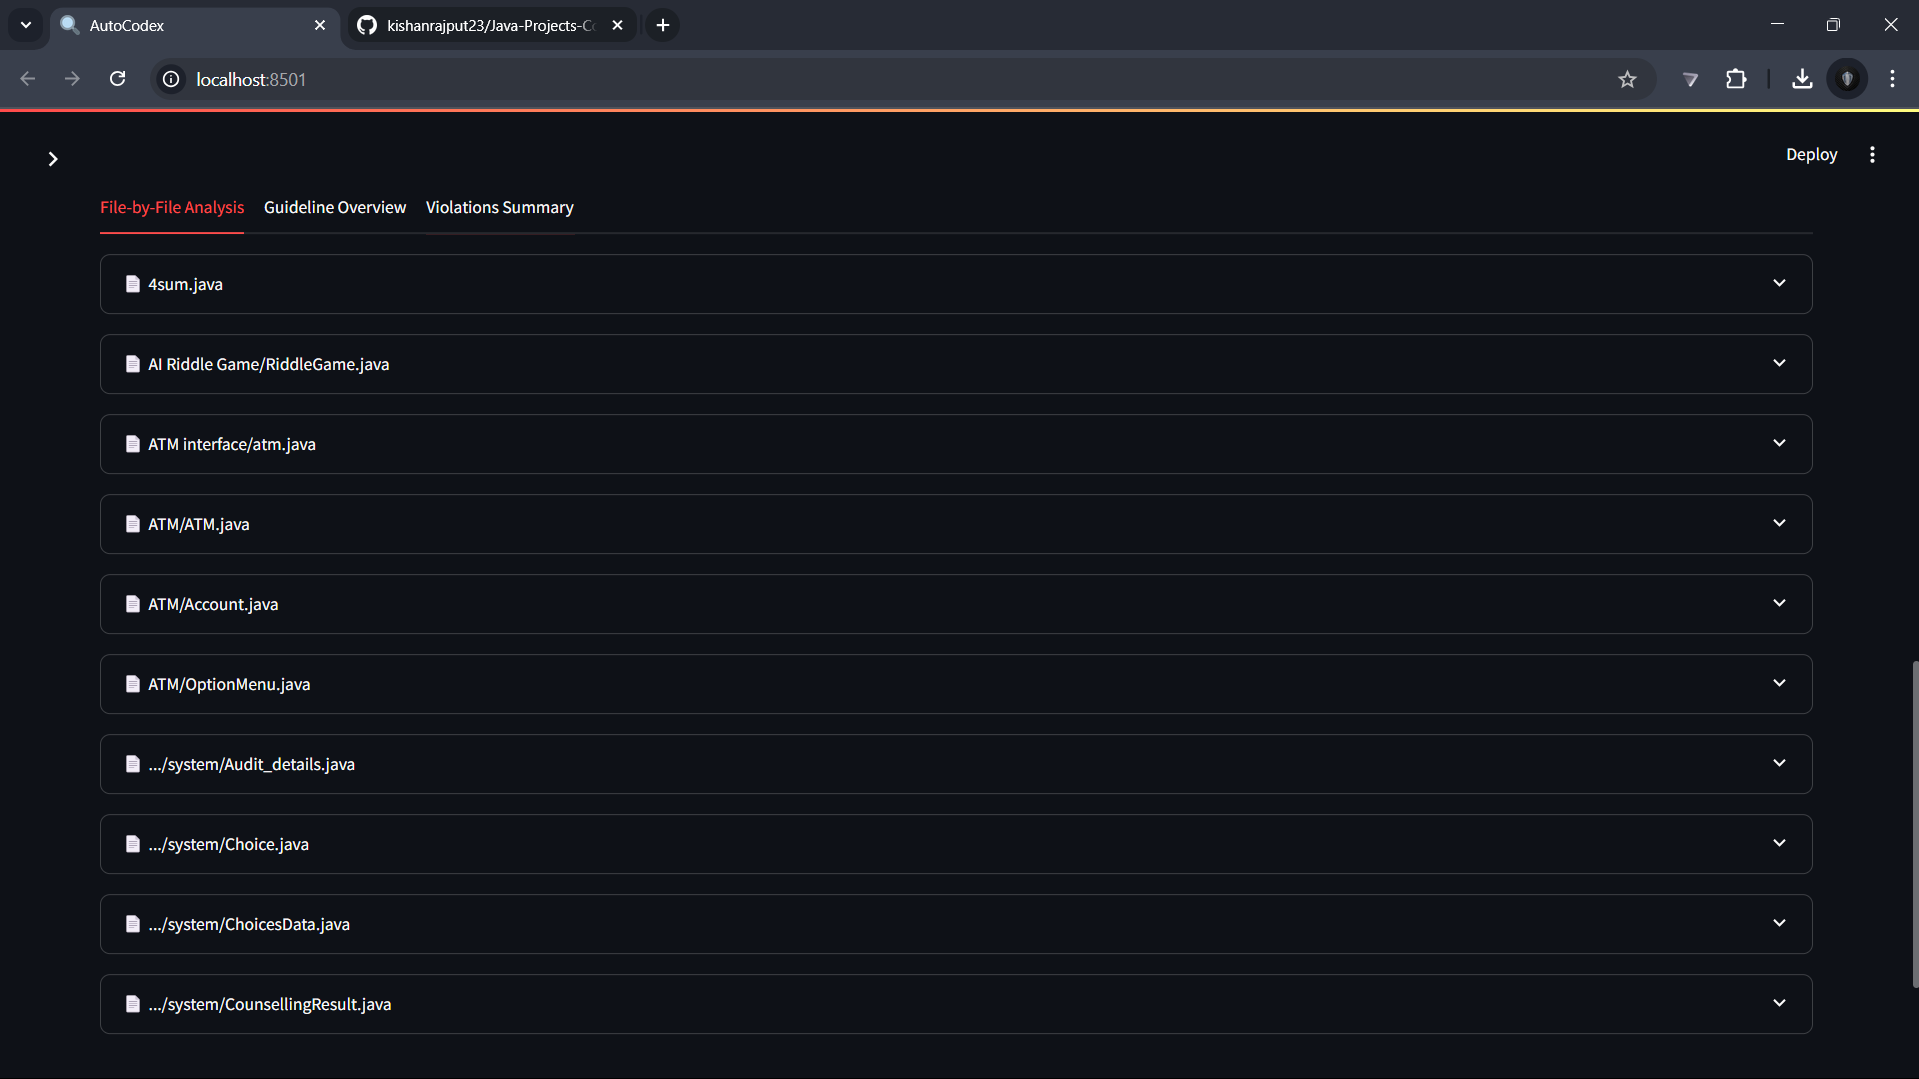 AutoCodex
kishanrajput23/Java-Projects-Co
localhost:8501
Deploy
File-by-File Analysis Guideline Overview Violations Summary
4sum.java
AI Riddle Game/RiddleGame.java
ATM interface/atm.java
ATM/ATM.java
ATM/Account.java
ATM/OptionMenu.java
.../system/Audit_details.java
.../system/Choice.java
.../system/ChoicesData.java
.../system/CounsellingResult.java